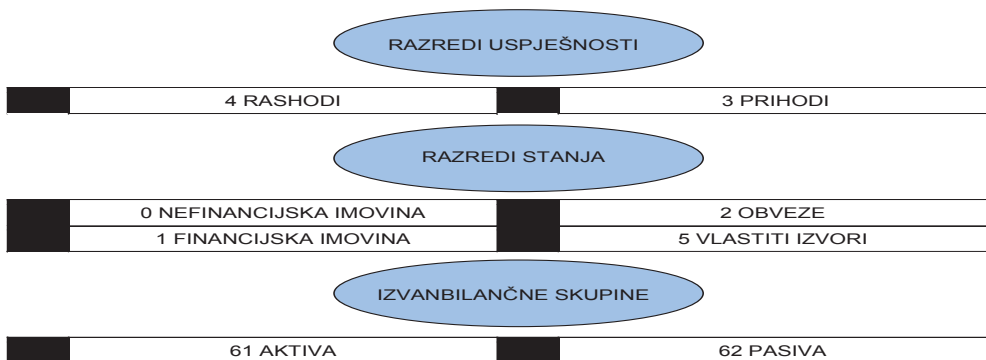 RAZREDI USPJEŠNOSTI
4 RASHODI 3 PRIHODI
RAZREDI STANJA
0 NEFINANCIJSKA IMOVINA 2 OBVEZE
1 FINANCIJSKA IMOVINA 5 VLASTITI IZVORI
IZVANBILANČNE SKUPINE
61 AKTIVA 62 PASIVA